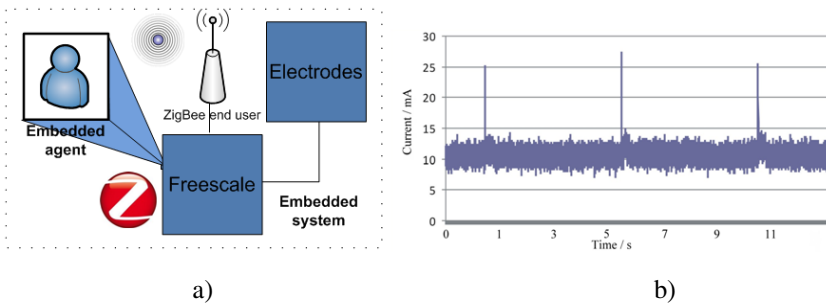 Electrodes
ZigBee end user
Embedded
agent
Freescale
Embedded
system
a)
Current / mA
30
25
20
15
10
5
0
0 1 3 5 7 9 11
Time / s
b)